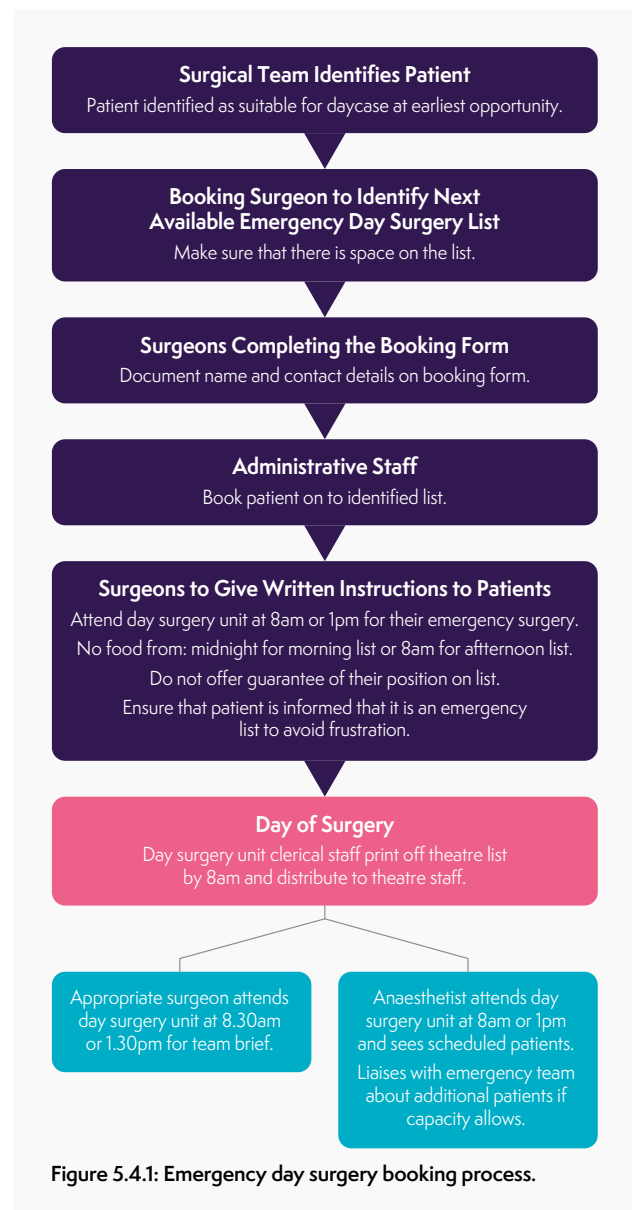 Surgical Team Identifies Patient
Patient identified as suitable for daycase at earliest opportunity.
Booking Surgeon to Identify Next
Available Emergency Day Surgery List
Make sure that there is space on the list.
Surgeons Completing the Booking Form
Document name and contact details on booking form.
Administrative Staff
Book patient on to identified list.
Surgeons to Give Written Instructions to Patients
Attend day surgery unit at 8am or 1pm for their emergency surgery.
No food from: midnight for morning list or 8am for afternoon list.
Do not offer guarantee of their position on list.
Ensure that patient is informed that it is an emergency
list to avoid frustration.
Day of Surgery
Day surgery unit clerical staff print off theatre list
by 8am and distribute to theatre staff.
Appropriate surgeon attends
day surgery unit at 8.30am
or 1.30pm for team brief.
Anaesthetist attends day
surgery unit at 8am or 1pm
and sees scheduled patients.
Liaises with emergency team
about additional patients if
capacity allows.
Figure 5.4.1: Emergency day surgery booking process.